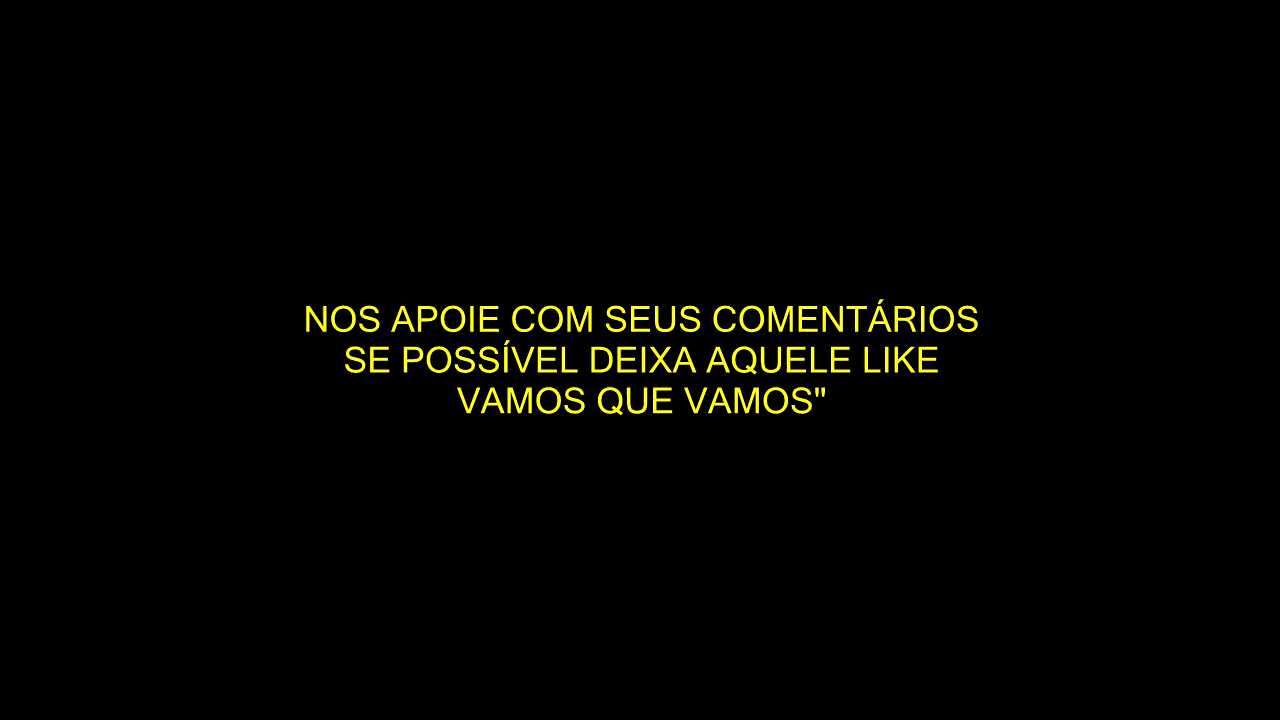 NOS APOIE COM SEUS COMENTÁRIOS
SE POSSÍVEL DEIXA AQUELE LIKE
VAMOS QUE VAMOS"